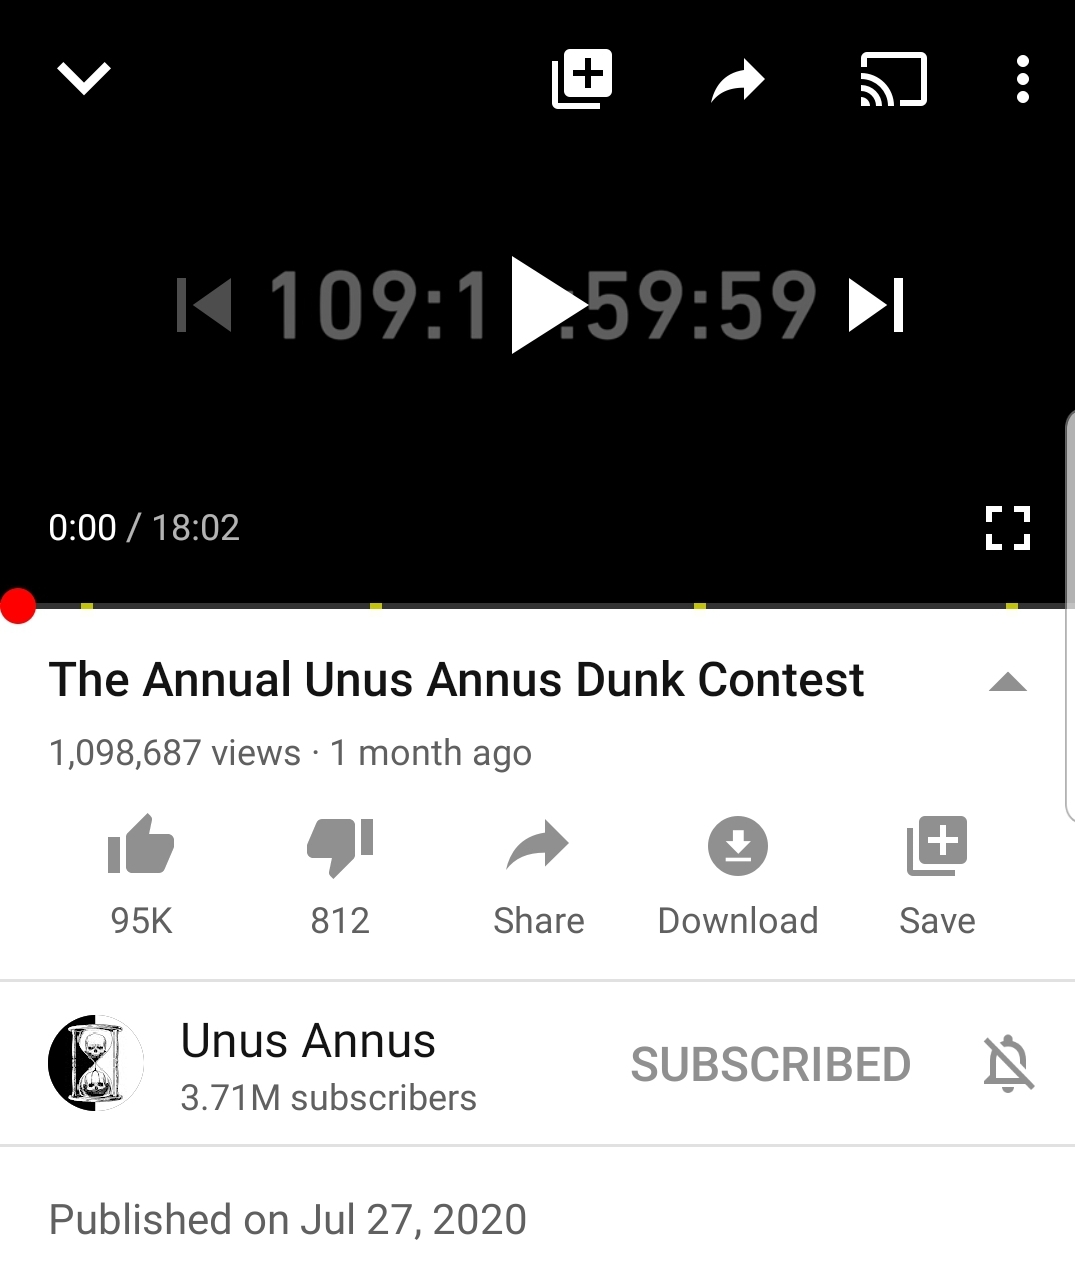 109:1 :59:59
0:00 / 18:02
The Annual Unus Annus Dunk Contest
1,098,687 views · 1 month ago
95K 812 Share Download Save
Unus Annus SUBSCRIBED
3.71M subscribers
Published on Jul 27, 2020